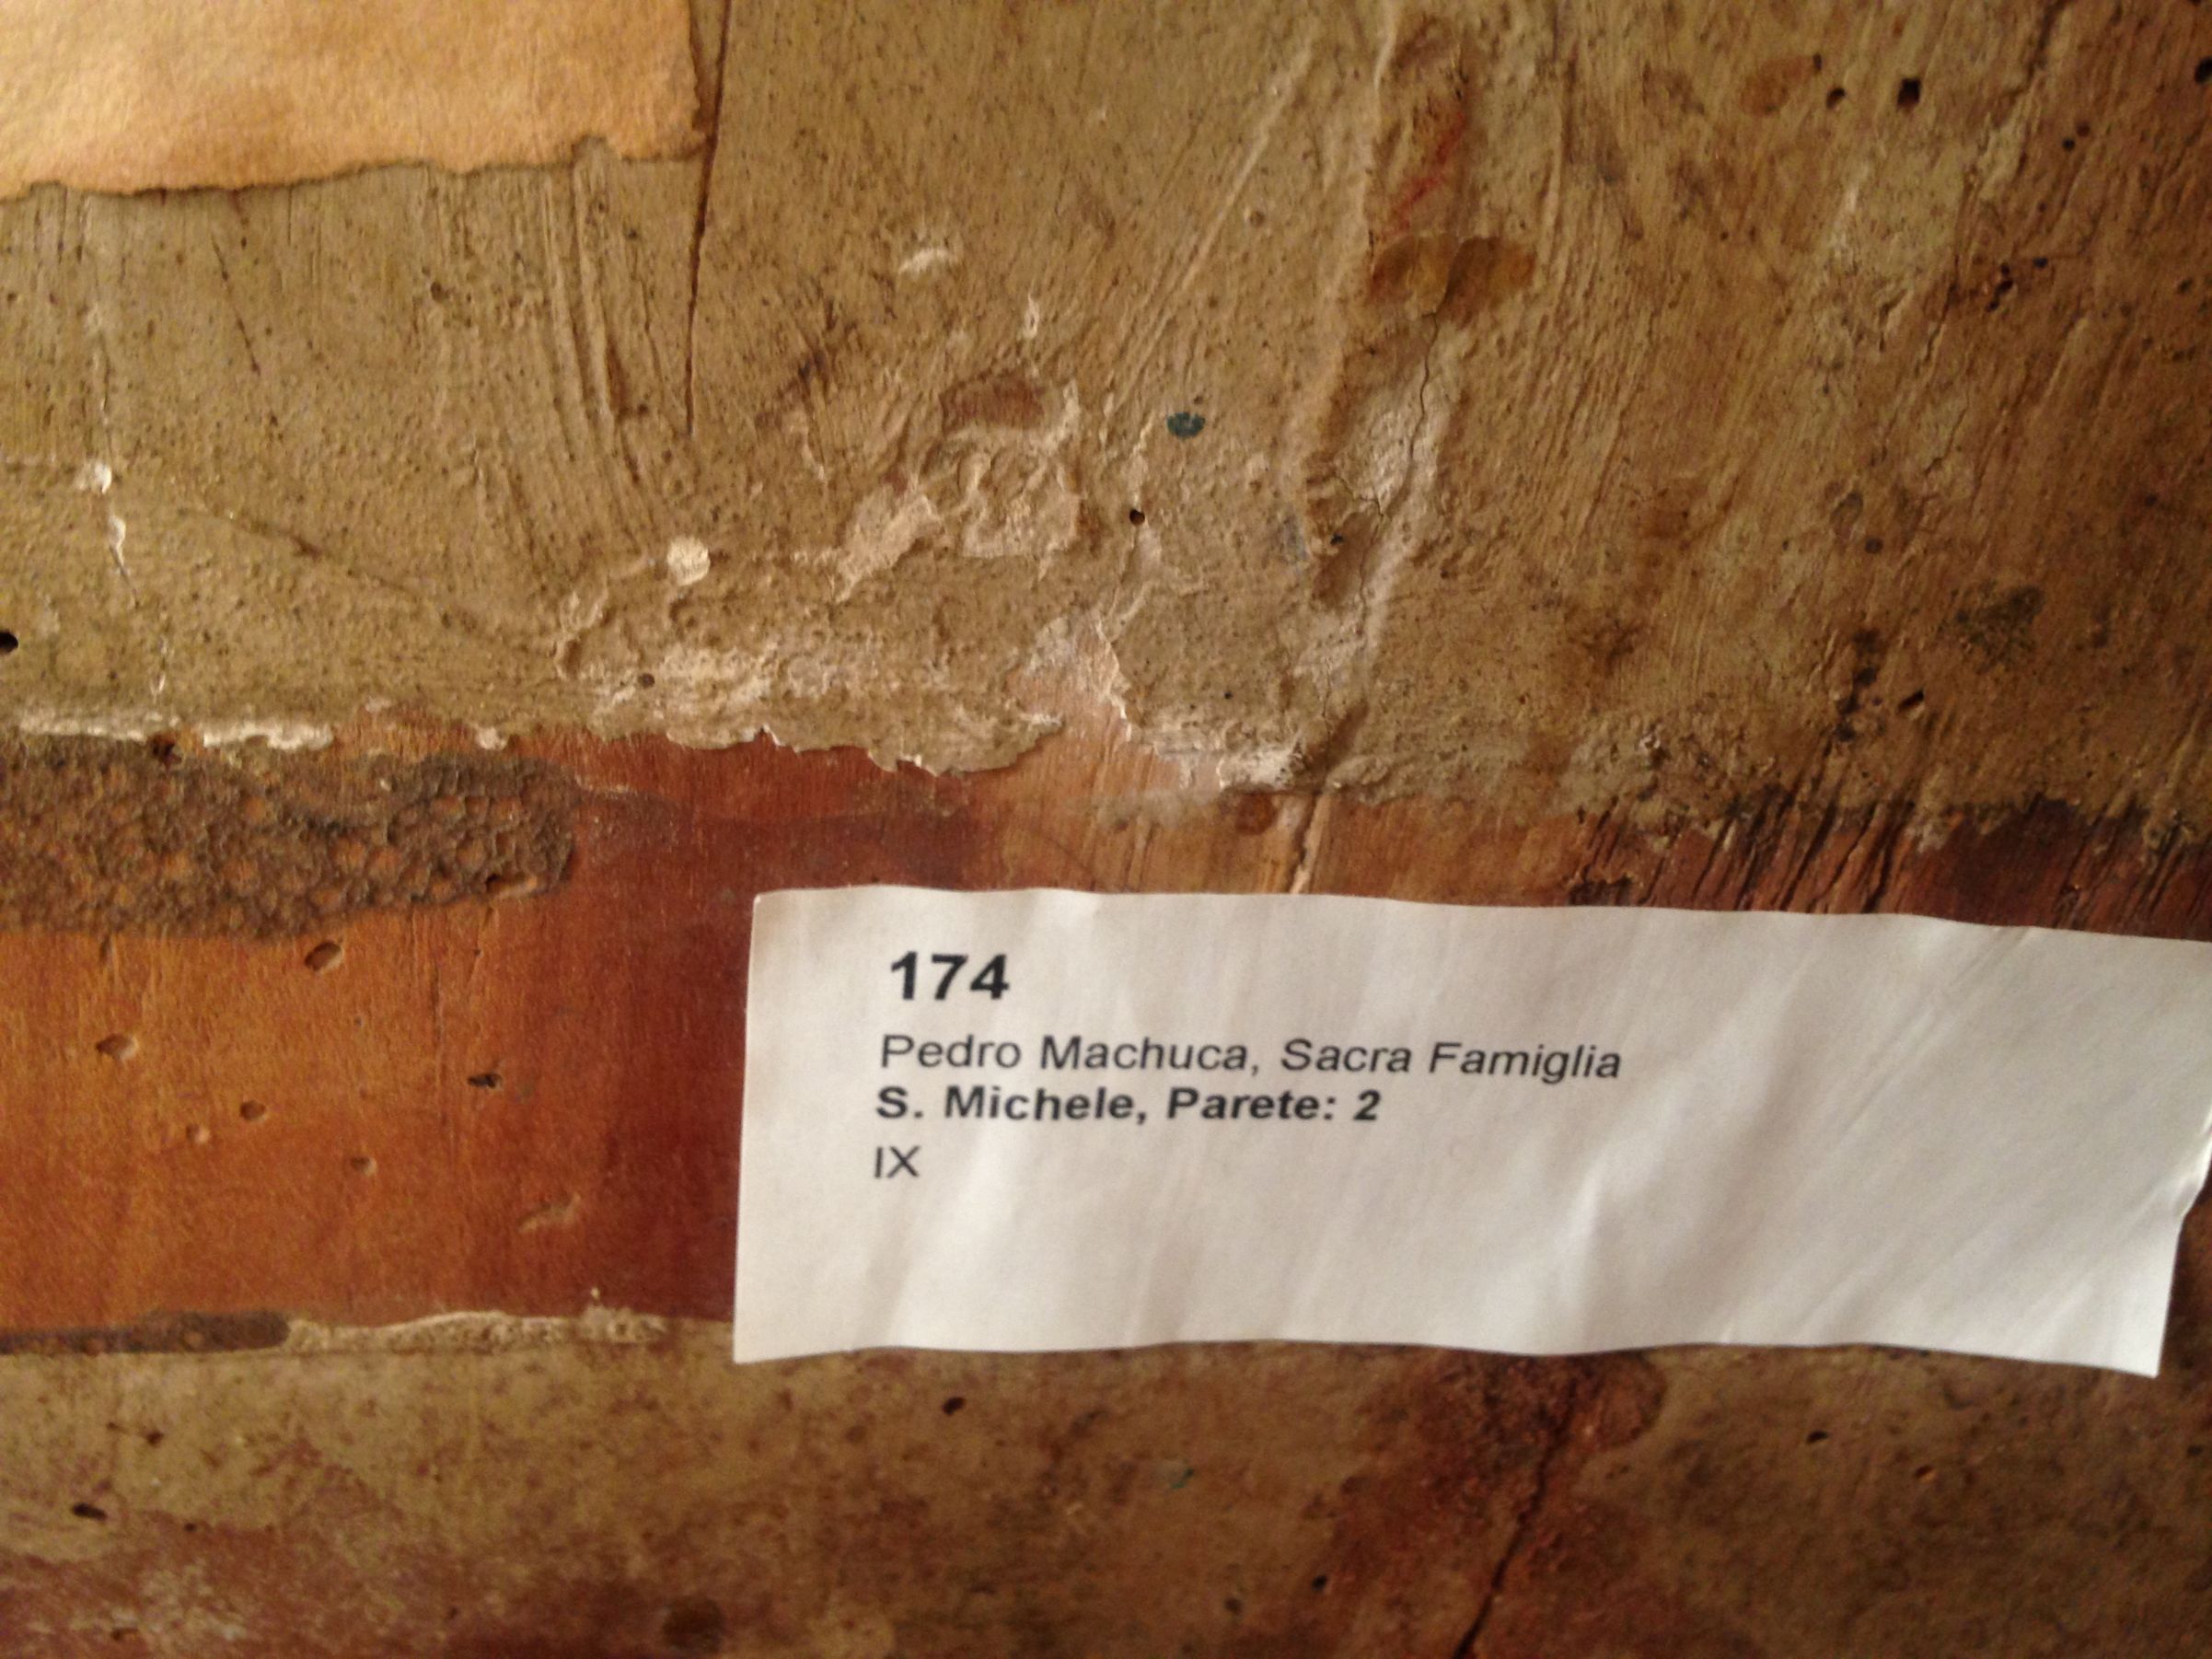 174
Pedro Machuca, Sacra Famiglia
S. Michele, Parete: 2
IX